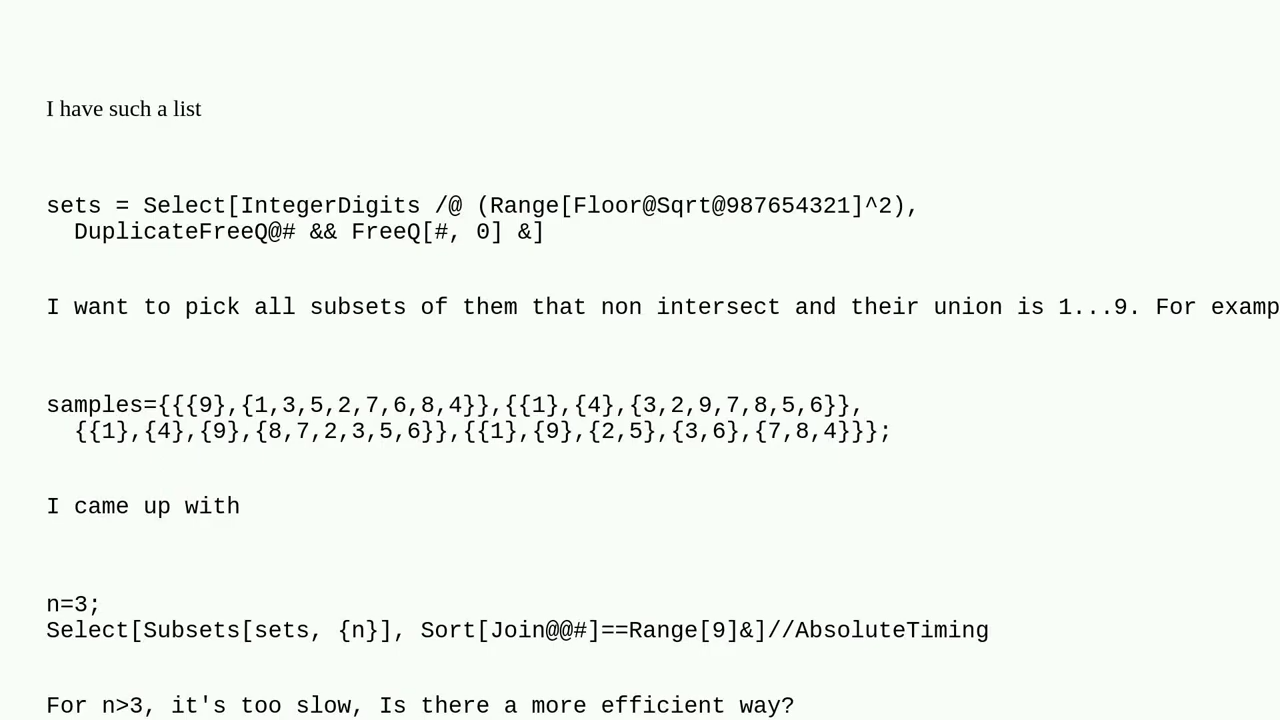 I have such a list
sets = Select[IntegerDigits /@ (Range[Floor@Sqrt@987654321]^2),
DuplicateFreeQ@# && FreeQ[#, 0] &]
I want to pick all subsets of them that non intersect and their union is 1...9. For examp
samples={{{9},{1,3,5,2,7,6,8,4}},{{1},{4},{3,2,9,7,8,5,6}},
{{1},{4},{9},{8,7,2,3,5,6}},{{1},{9},{2,5},{3,6},{7,8,4}}};
I came up with
n=3;
Select[Subsets[sets, {n}], Sort[Join@@#]==Range[9]&]//AbsoluteTiming
For n>3, it's too slow, Is there a more efficient way?